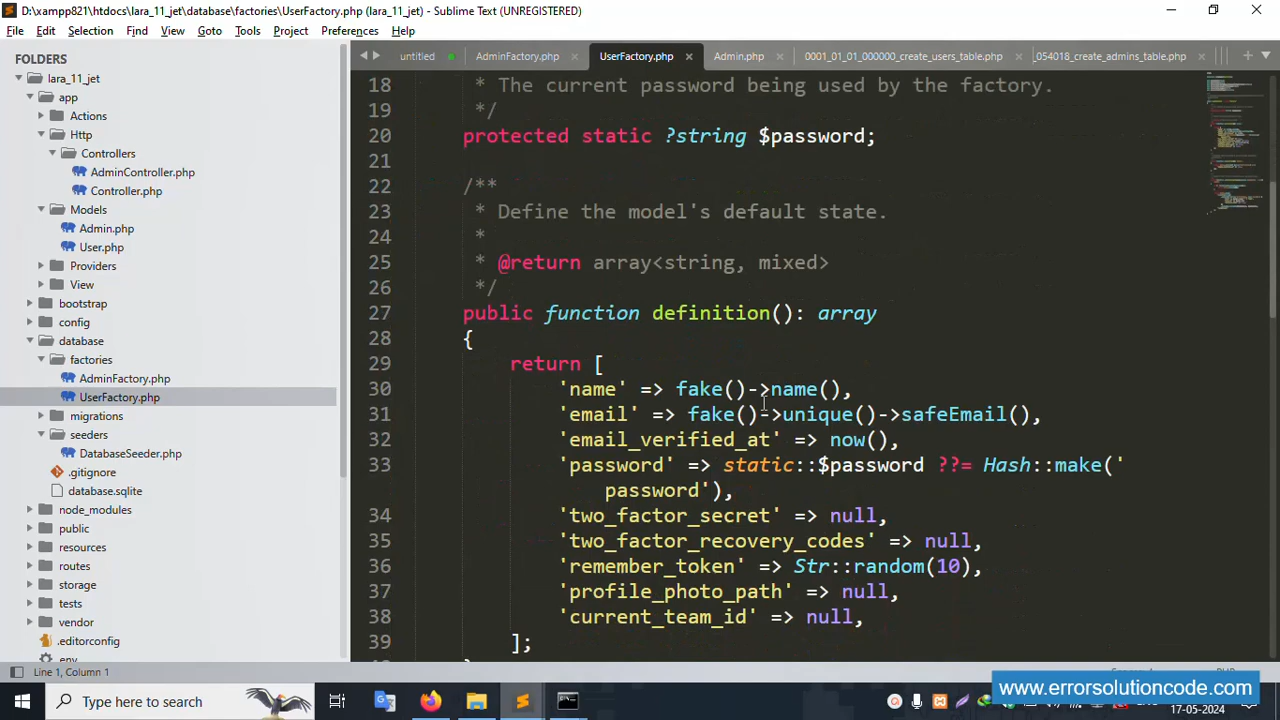 D:\xampp821\htdocs\lara_11_jet\database\factories\UserFactory.php (lara_11_jet) - Sublime Text (UNREGISTERED)
File Edit Selection Find View Goto Tools Project Preferences Help
FOLDERS
lara_11_jet
app
Actions
Http
Controllers
AdminController.php
Controller.php
Models
Admin.php
User.php
Providers
View
bootstrap
config
database
factories
AdminFactory.php
UserFactory.php
migrations
seeders
DatabaseSeeder.php
.gitignore
database.sqlite
node_modules
public
resources
routes
storage
tests
vendor
.editorconfig
.env
untitled AdminFactory.php UserFactory.php Admin.php 0001_01_01_000000_create_users_table.php _054018_create_admins_table.php
18 * The current password being used by the factory.
19 */
20 protected static ?string $password;
21
22 /**
23 * Define the model's default state.
24 *
25 * @return array<string, mixed>
26 */
27 public function definition(): array
28 {
29 return [
30 'name' => fake()->name(),
31 'email' => fake()->unique()->safeEmail(),
32 'email_verified_at' => now(),
33 'password' => static::$password ??= Hash::make('
password'),
34 'two_factor_secret' => null,
35 'two_factor_recovery_codes' => null,
36 'remember_token' => Str::random(10),
37 'profile_photo_path' => null,
38 'current_team_id' => null,
39 ];
Line 1, Column 1
Type here to search
www.errorsolutioncode.com
17-05-2024